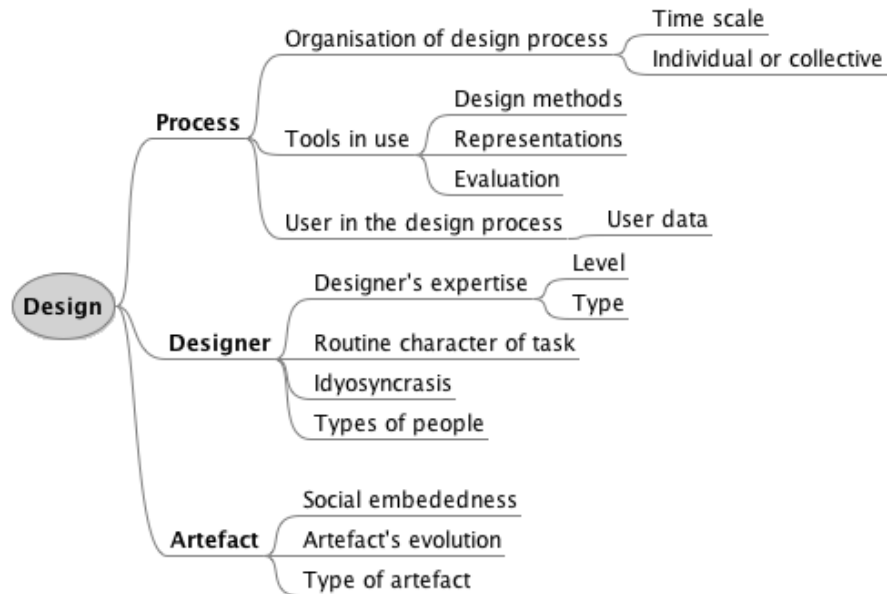 Design
Process
Organisation of design process
Time scale
Individual or collective
Tools in use
Design methods
Representations
Evaluation
User in the design process
User data
Designer
Designer's expertise
Level
Type
Routine character of task
Idyosyncrasis
Types of people
Artefact
Social embededness
Artefact's evolution
Type of artefact